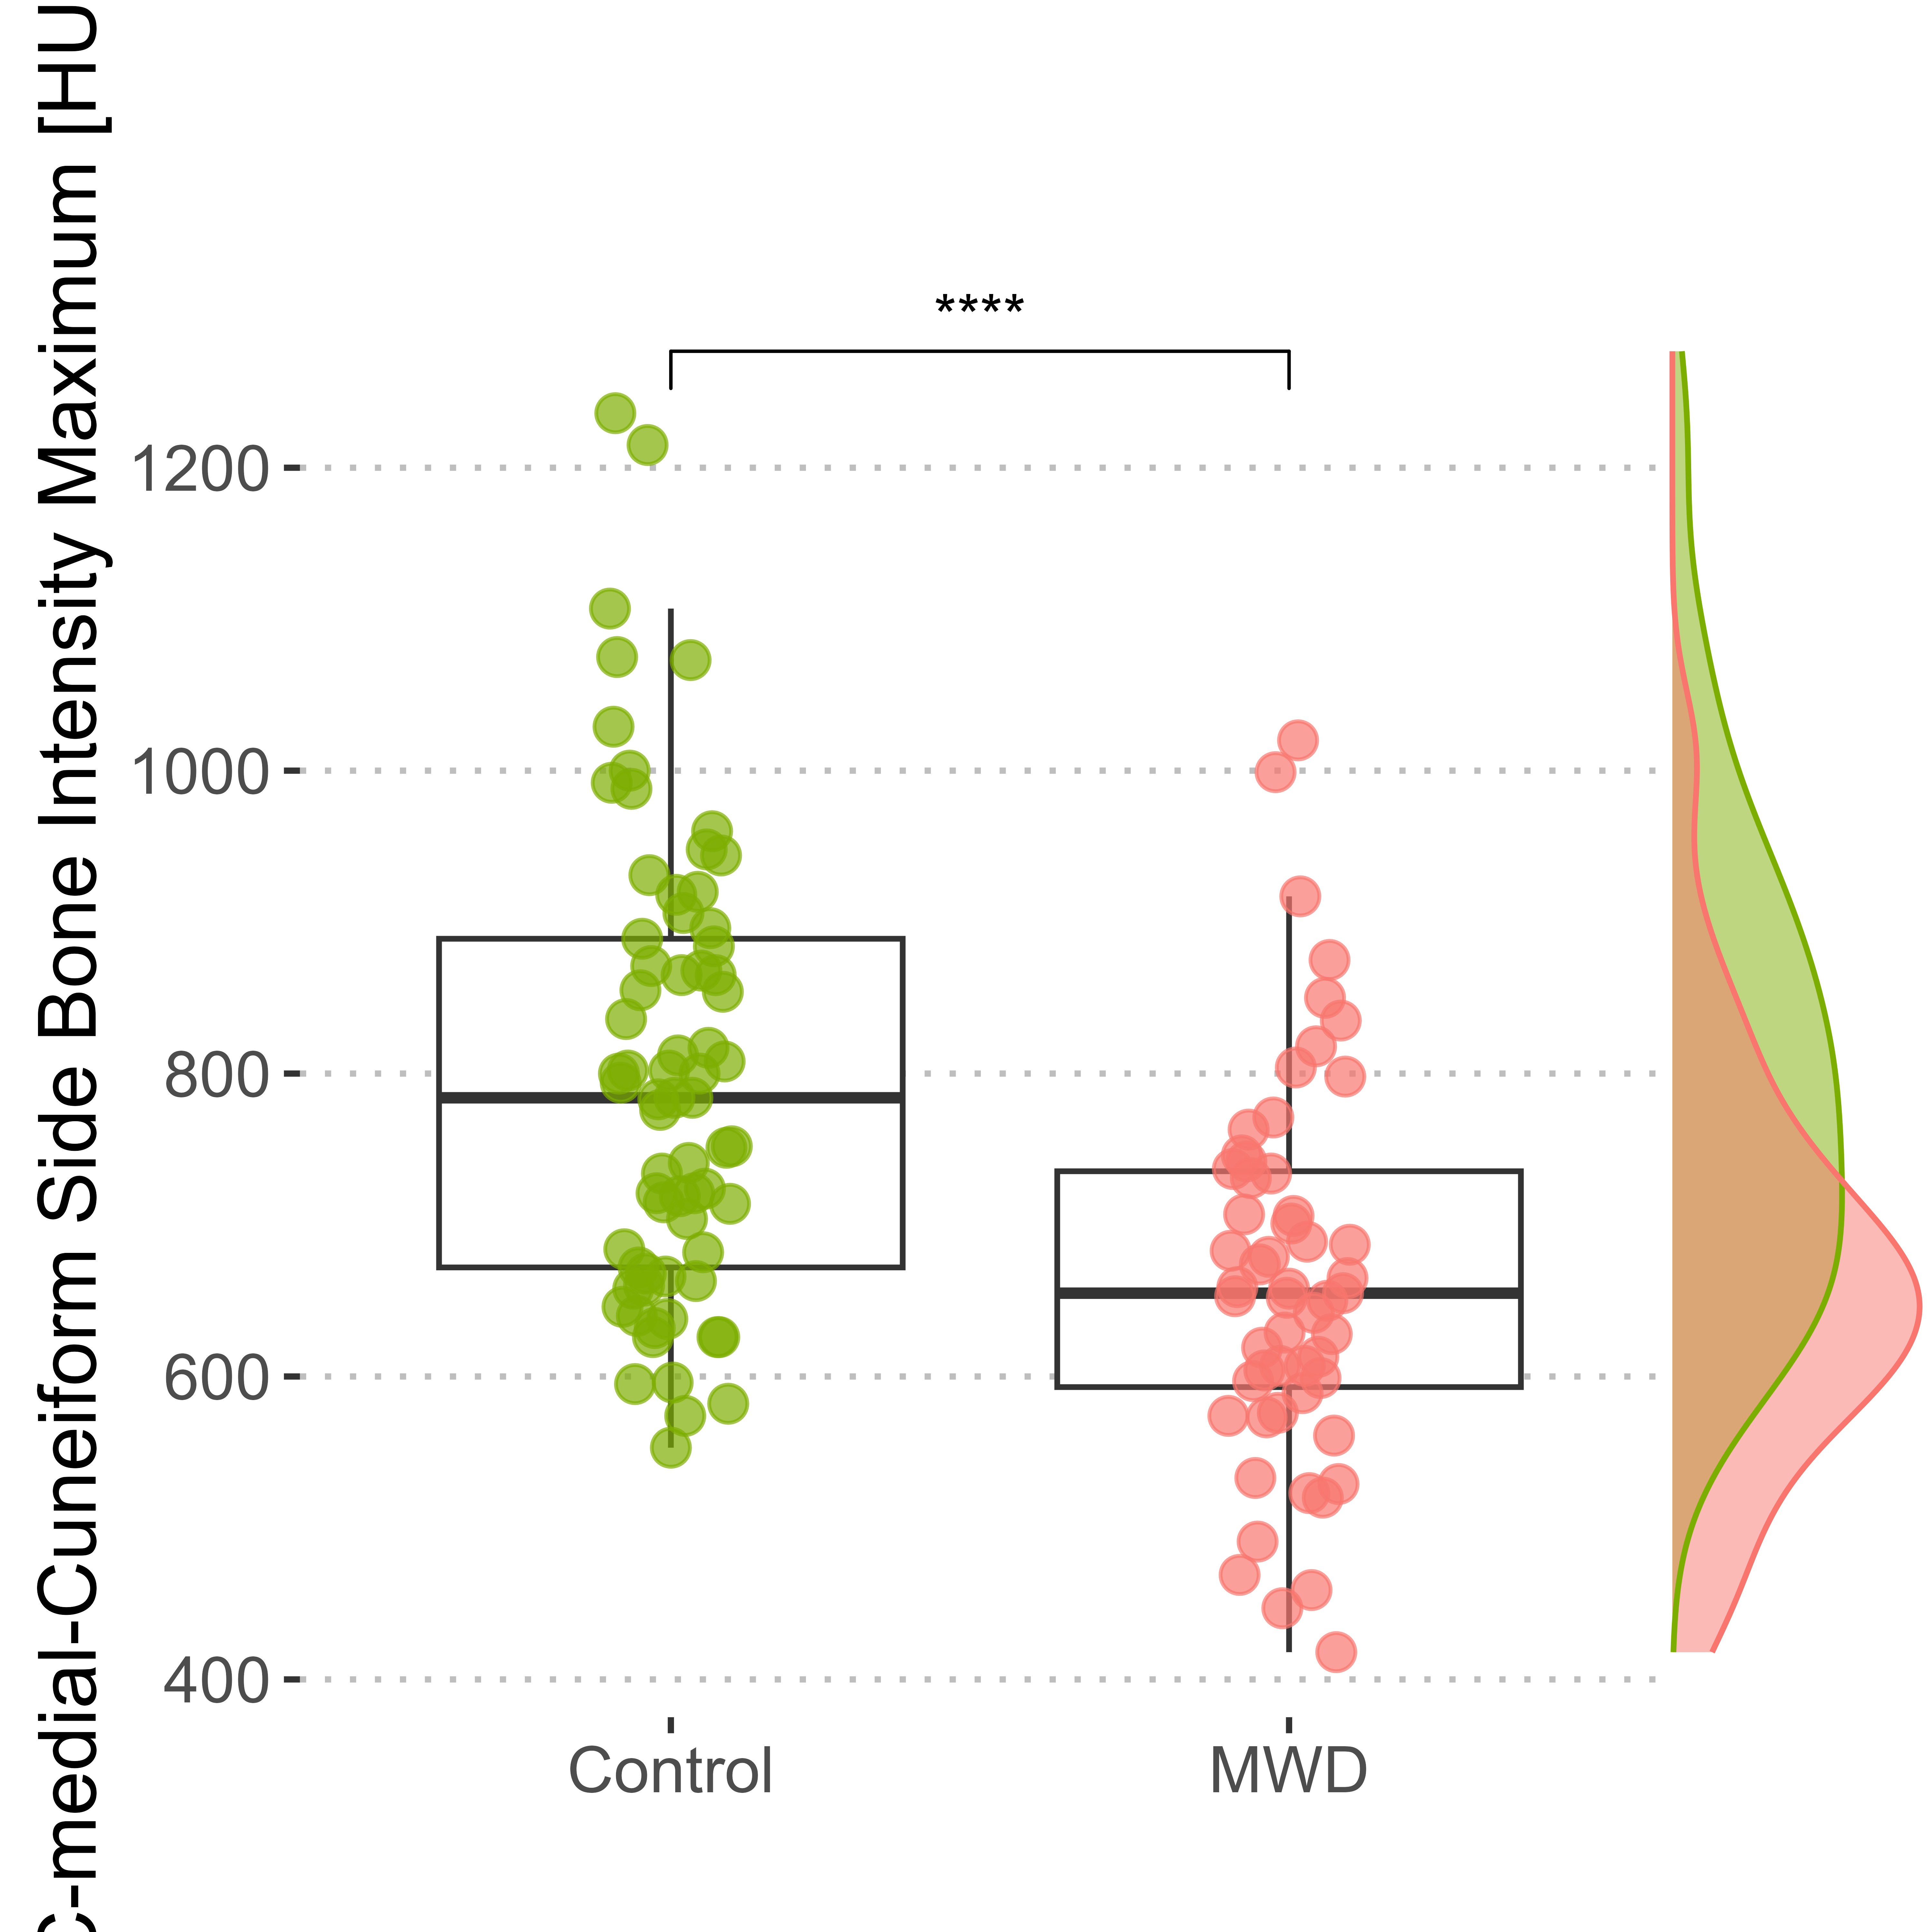 C-medial-Cuneiform Side Bone Intensity Maximum [HU
****
1200
1000
800
600
400
Control
MWD